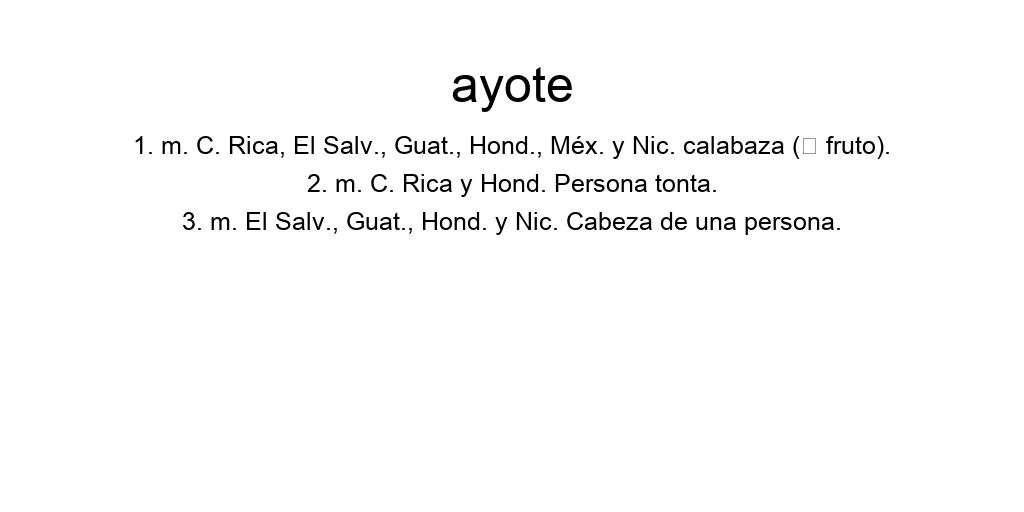 ayote
1. m. C. Rica, El Salv., Guat., Hond., Méx. y Nic. calabaza (□ fruto).
2. m. C. Rica y Hond. Persona tonta.
3. m. El Salv., Guat., Hond. y Nic. Cabeza de una persona.